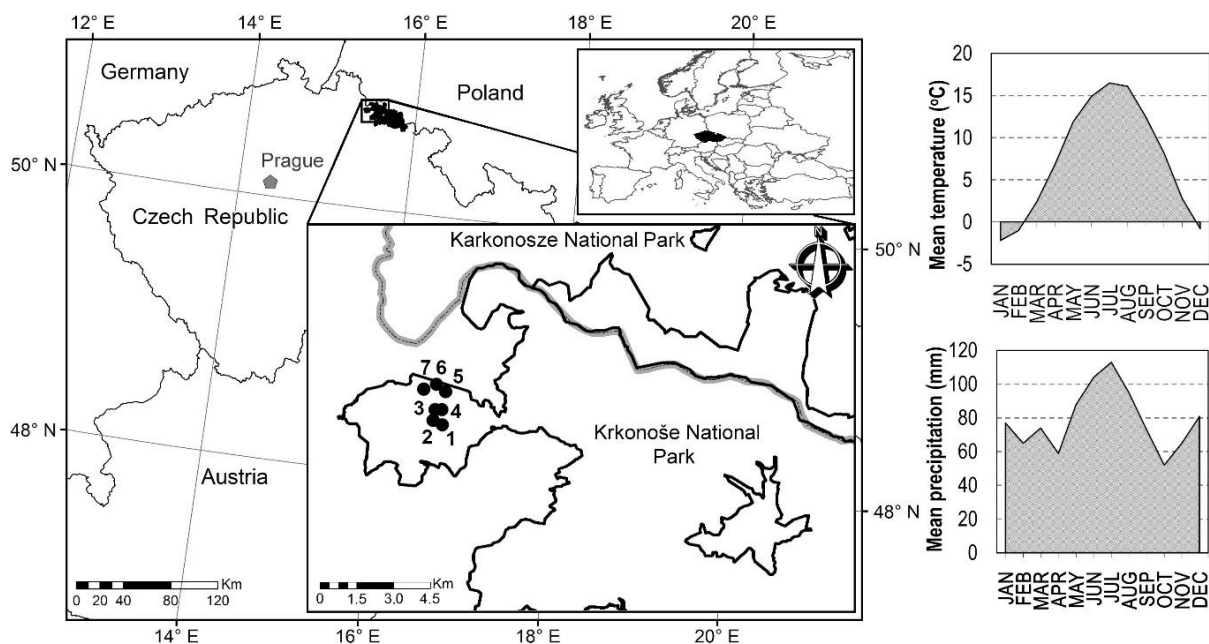 12° E
14° E
16° E
18° E
20° E
Germany
Poland
50° N
Prague
Czech Republic
Karkonosze National Park
N
50° N
7
6
5
3
4
2
1
Krkonoše National
Park
48° N
Austria
48° N
Km
0 20 40 80 120
Km
0 1.5 3.0 4.5
14° E
16° E
18° E
20° E
Mean temperature (°C)
20
15
10
5
0
-5
JAN
FEB
MAR
APR
MAY
JUN
JUL
AUG
SEP
OCT
NOV
DEC
Mean precipitation (mm)
120
100
80
60
40
20
0
JAN
FEB
MAR
APR
MAY
JUN
JUL
AUG
SEP
OCT
NOV
DEC